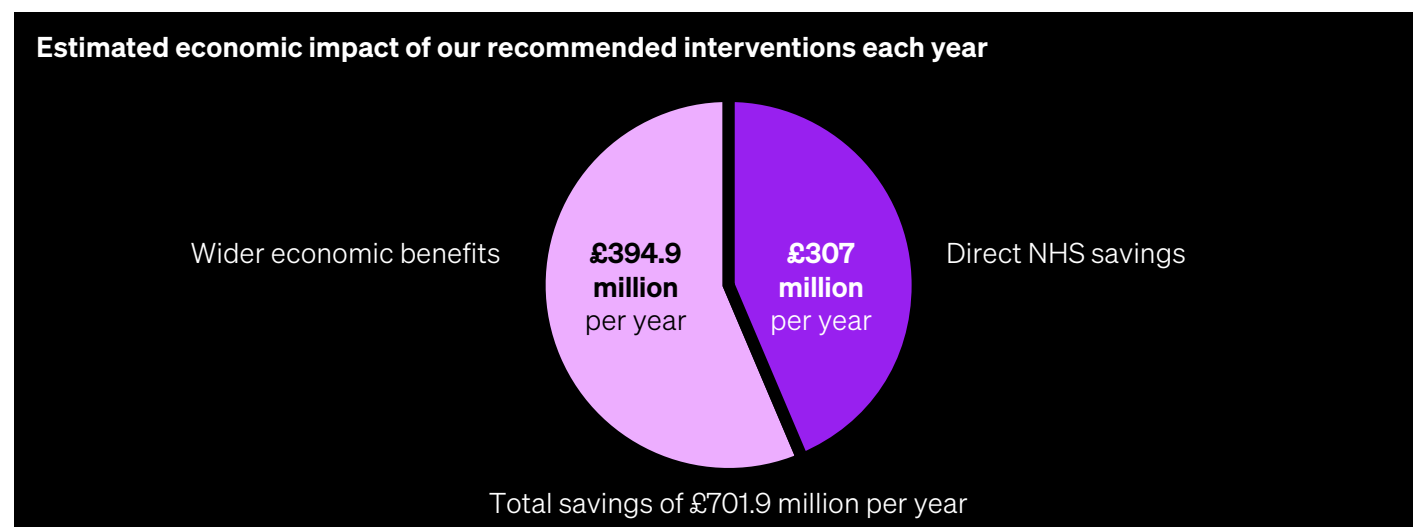 Estimated economic impact of our recommended interventions each year
Wider economic benefits
£394.9
million
per year
£307
million
per year
Direct NHS savings
Total savings of £701.9 million per year